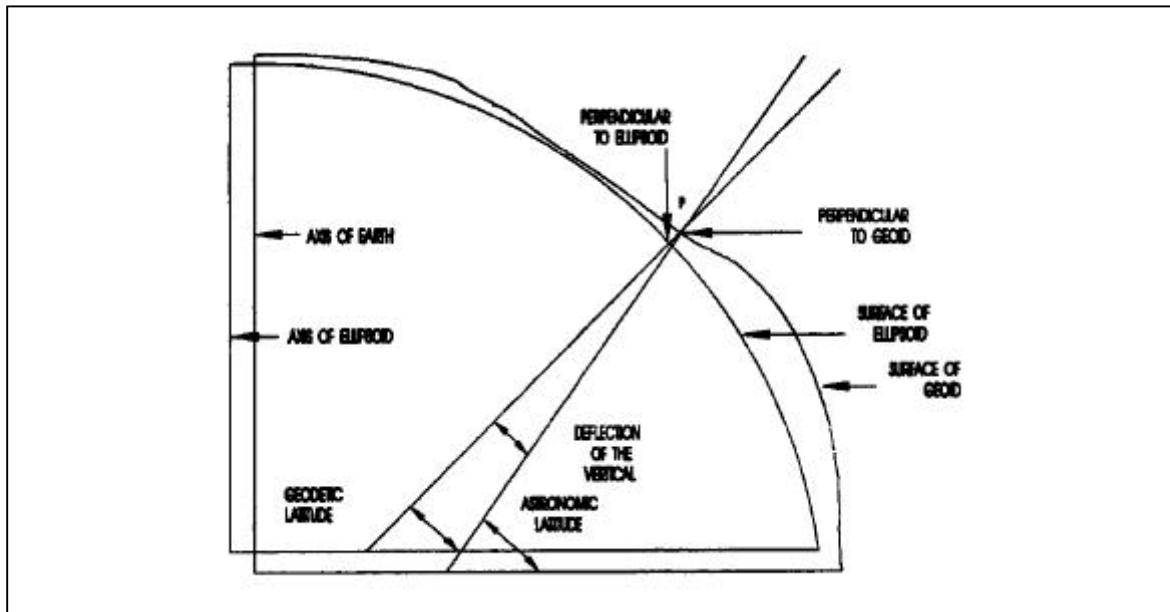 PERPENDICULAR
TO ELLIPSOID
P
PERPENDICULAR
TO GEOID
AXIS OF EARTH
SURFACE OF
ELLIPSOID
AXIS OF ELLIPSOID
SURFACE OF
GEOID
DEFLECTION
OF THE
VERTICAL
GEODETIC
LATITUDE
ASTRONOMIC
LATITUDE